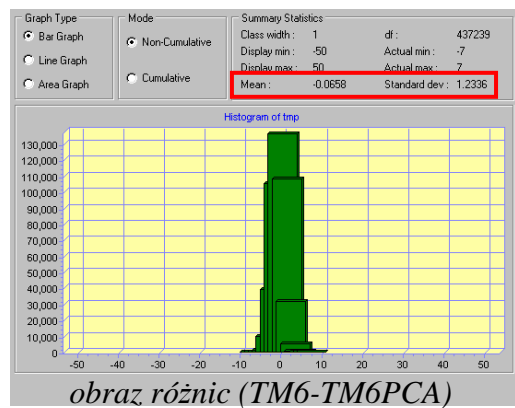 Graph Type
Bar Graph
Line Graph
Area Graph
Mode
Non-Cumulative
Cumulative
Summary Statistics
Class width : 1 df : 437239
Display min : -50 Actual min : -7
Display max : 50 Actual max : 7
Mean : -0.0658 Standard dev : 1.2336
Histogram of tmp
130,000
120,000
110,000
100,000
90,000
80,000
70,000
60,000
50,000
40,000
30,000
20,000
10,000
0
-50 -40 -30 -20 -10 0 10 20 30 40 50
obraz różnic (TM6-TM6PCA)